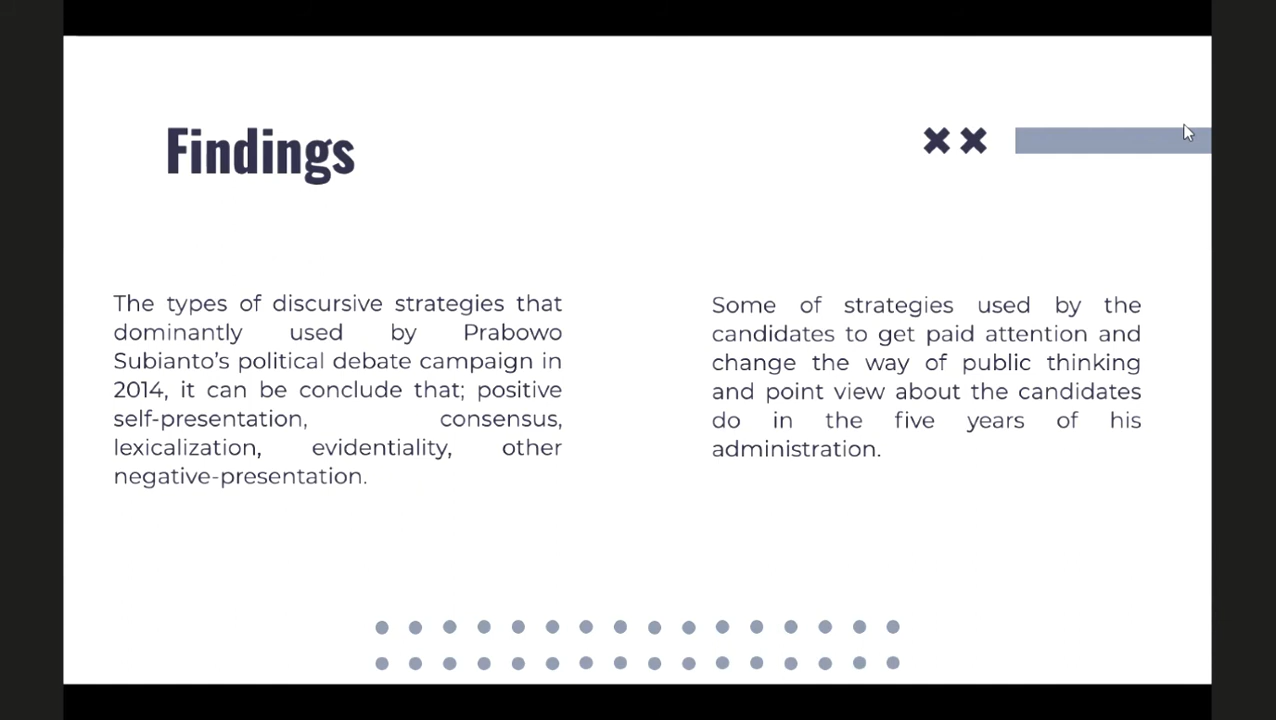 Findings
The types of discursive strategies that
dominantly used by Prabowo
Subianto’s political debate campaign in
2014, it can be conclude that; positive
self-presentation, consensus,
lexicalization, evidentiality, other
negative-presentation.
Some of strategies used by the
candidates to get paid attention and
change the way of public thinking
and point view about the candidates
do in the five years of his
administration.